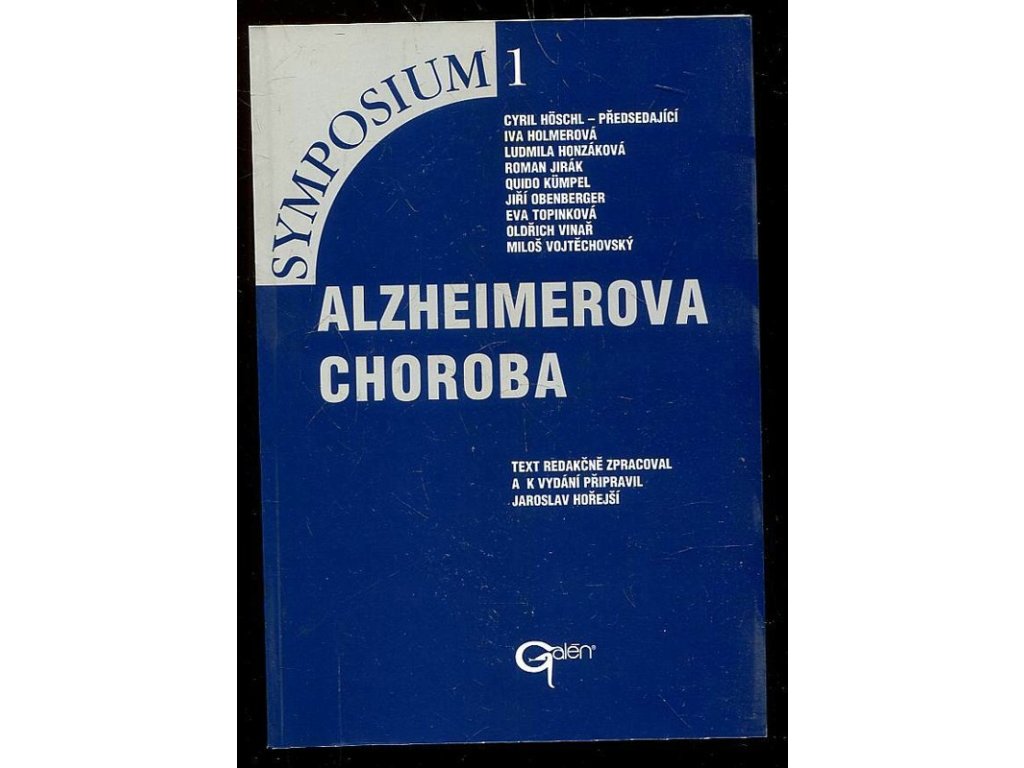 SYMPOSIUM 1
CYRIL HÖSCHL – PŘEDSEDAJÍCÍ
IVA HOLMEROVÁ
LUDMILA HONZÁKOVÁ
ROMAN JIRÁK
QUIDO KÜMPEL
JIŘÍ OBENBERGER
EVA TOPINKOVÁ
OLDŘICH VINAŘ
MILOŠ VOJTĚCHOVSKÝ
ALZHEIMEROVA
CHOROBA
TEXT REDAKČNĚ ZPRACOVAL
A K VYDÁNÍ PŘIPRAVIL
JAROSLAV HOŘEJŠÍ
Galén®